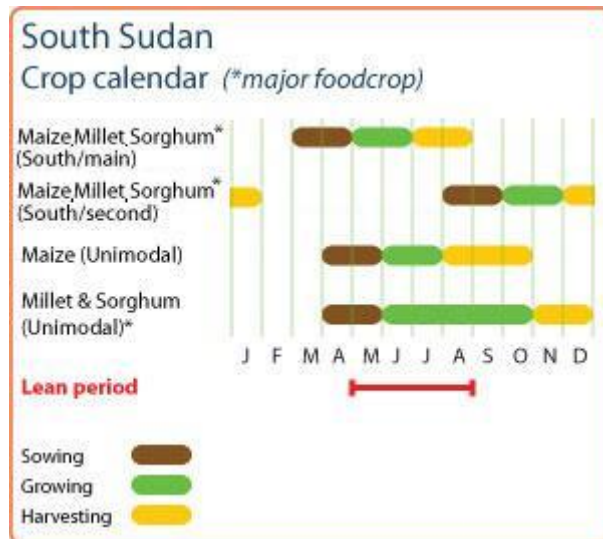 South Sudan
Crop calendar (*major foodcrop)
Maize,Millet,Sorghum*
(South/main)
Maize,Millet,Sorghum*
(South/second)
Maize (Unimodal)
Millet & Sorghum
(Unimodal)*
J F M A M J J A S O N D
Lean period
Sowing
Growing
Harvesting